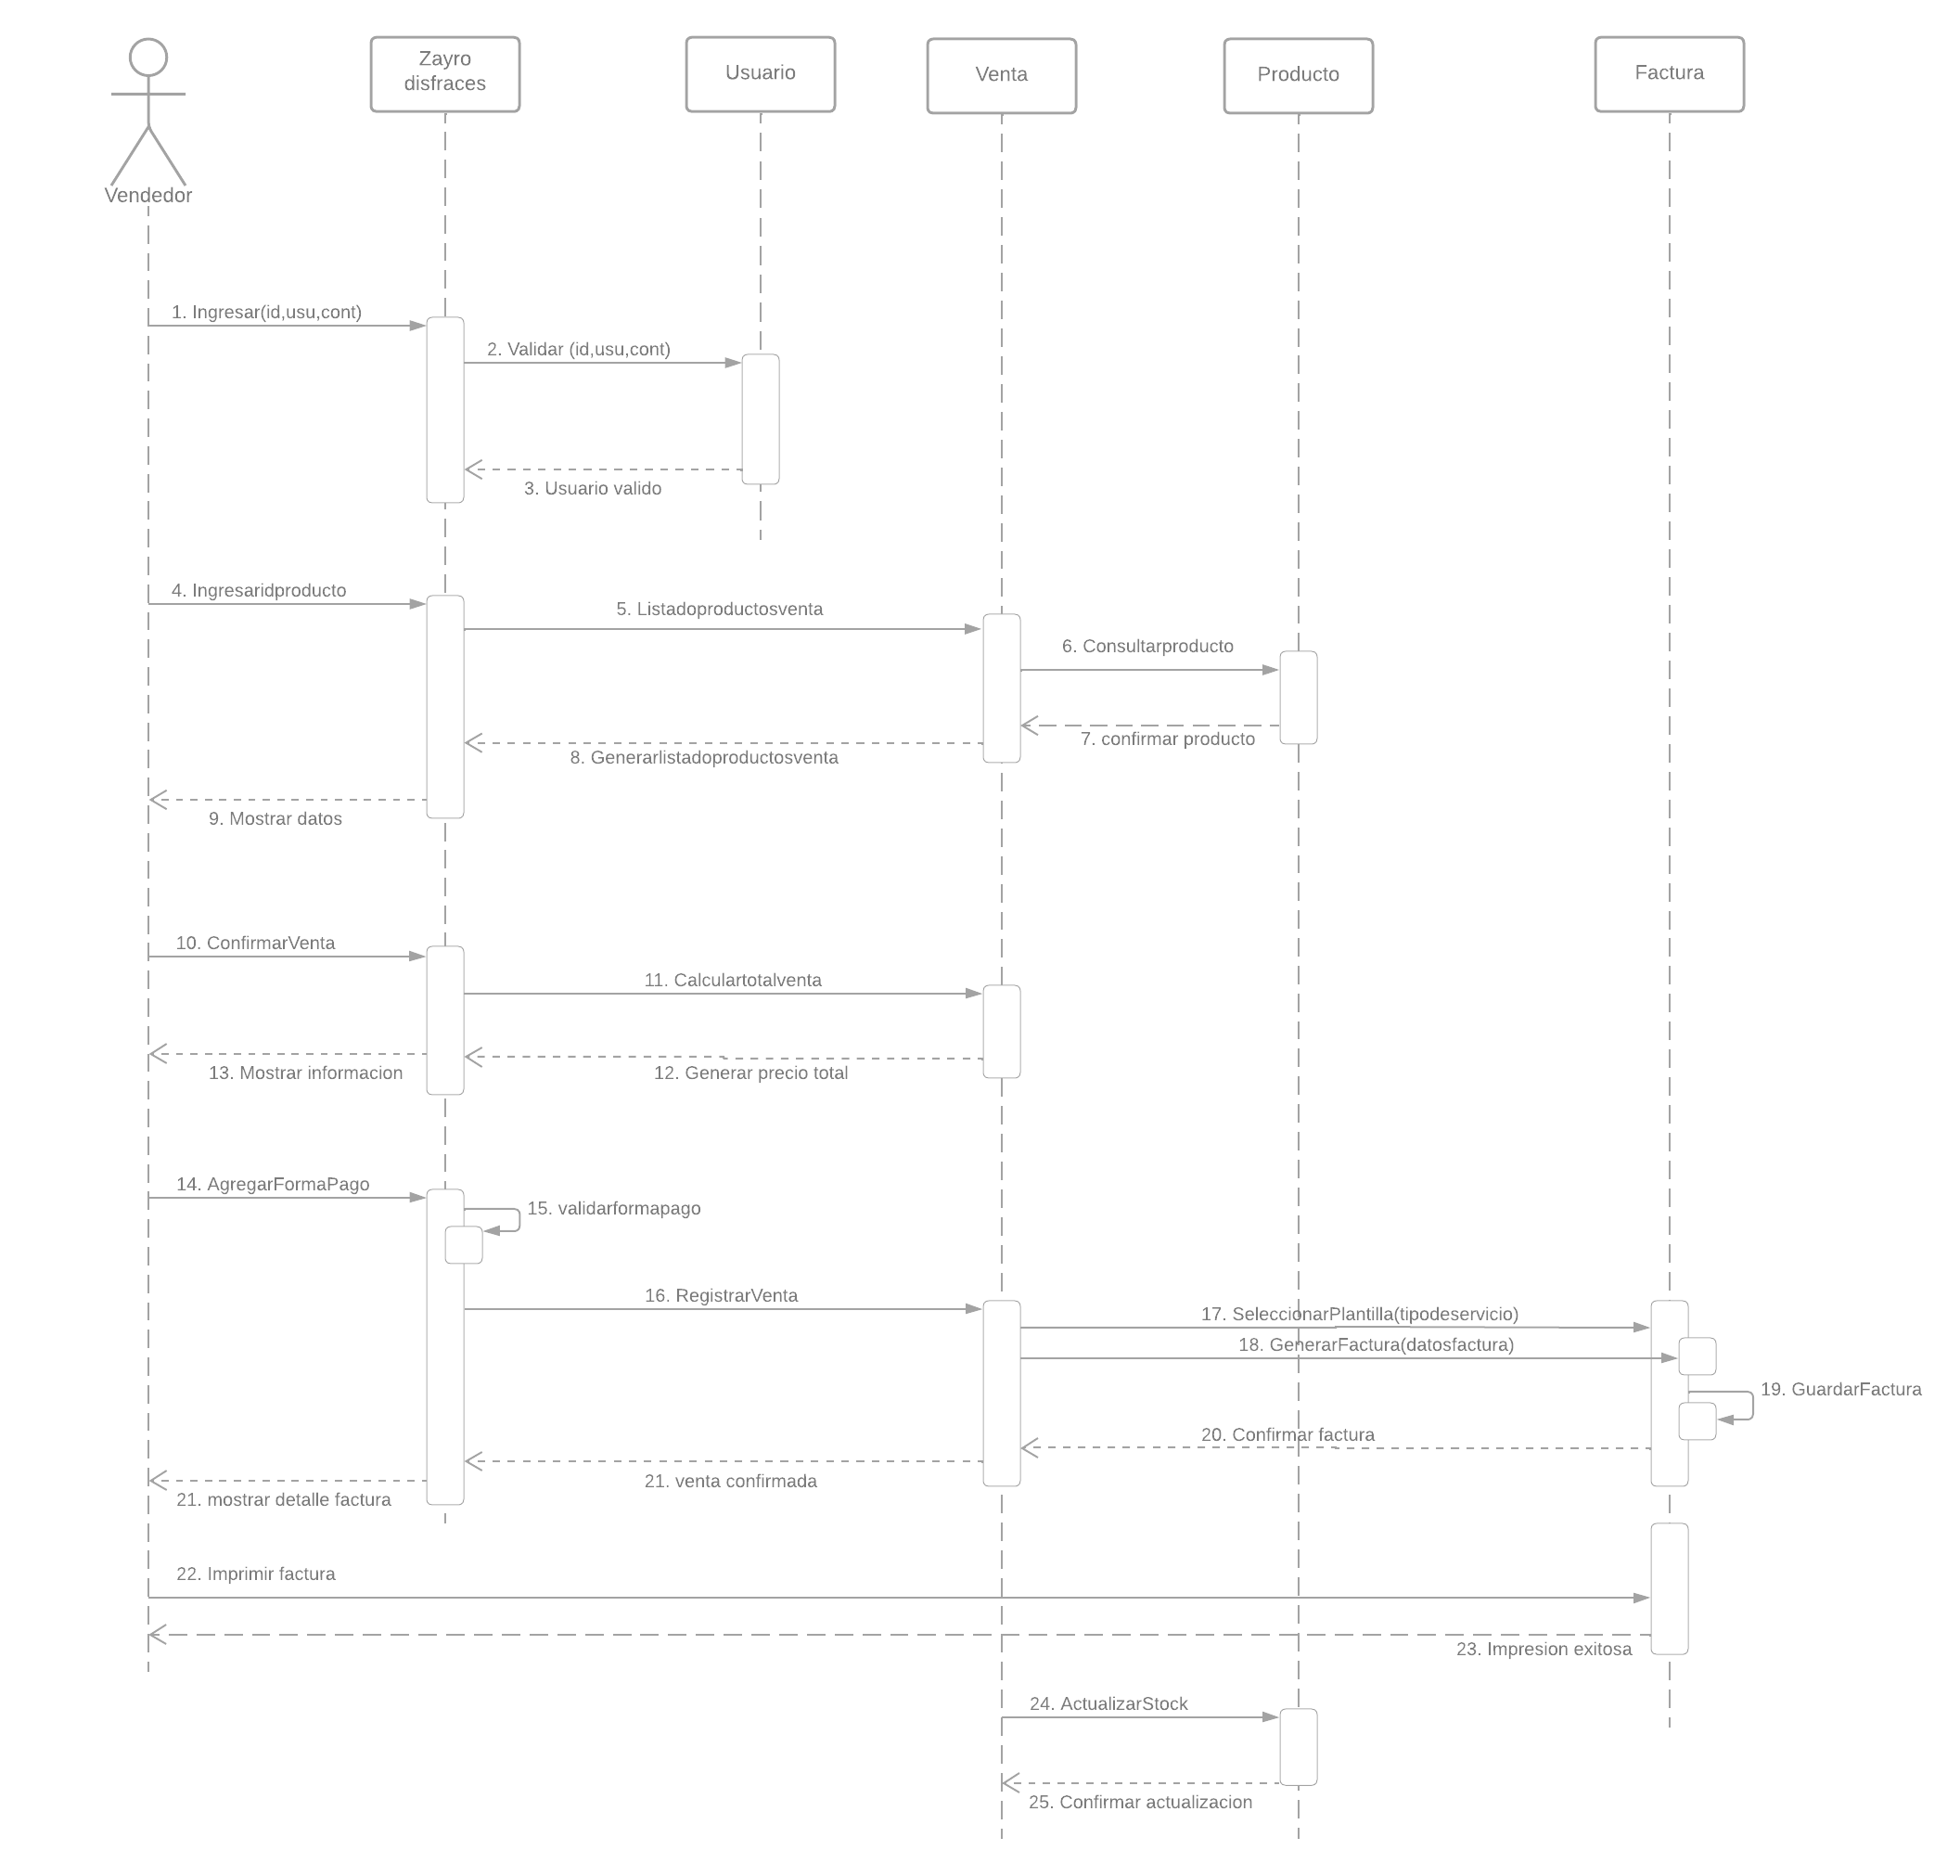 Zayro
disfraces
Usuario
Venta
Producto
Factura
Vendedor
1. Ingresar(id,usu,cont)
2. Validar (id,usu,cont)
3. Usuario valido
4. Ingresaridproducto
5. Listadoproductosventa
6. Consultarproducto
7. confirmar producto
8. Generarlistadoproductosventa
9. Mostrar datos
10. ConfirmarVenta
11. Calculartotalventa
12. Generar precio total
13. Mostrar informacion
14. AgregarFormaPago
15. validarformapago
16. RegistrarVenta
17. SeleccionarPlantilla(tipodeservicio)
18. GenerarFactura(datosfactura)
19. GuardarFactura
20. Confirmar factura
21. venta confirmada
21. mostrar detalle factura
22. Imprimir factura
23. Impresion exitosa
24. ActualizarStock
25. Confirmar actualizacion